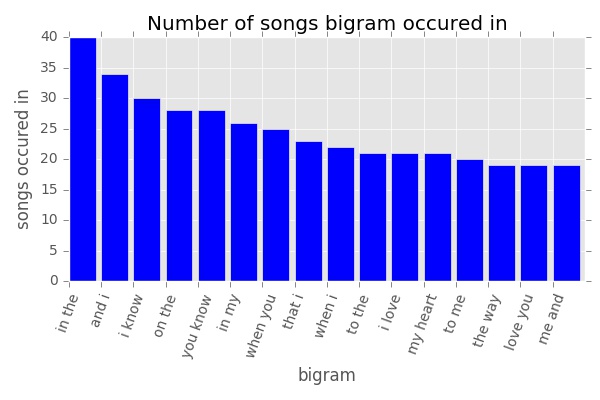 Number of songs bigram occured in
songs occured in
40
35
30
25
20
15
10
5
0
in the
and i
i know
on the
you know
in my
when you
that i
when i
to the
i love
my heart
to me
the way
love you
me and
bigram